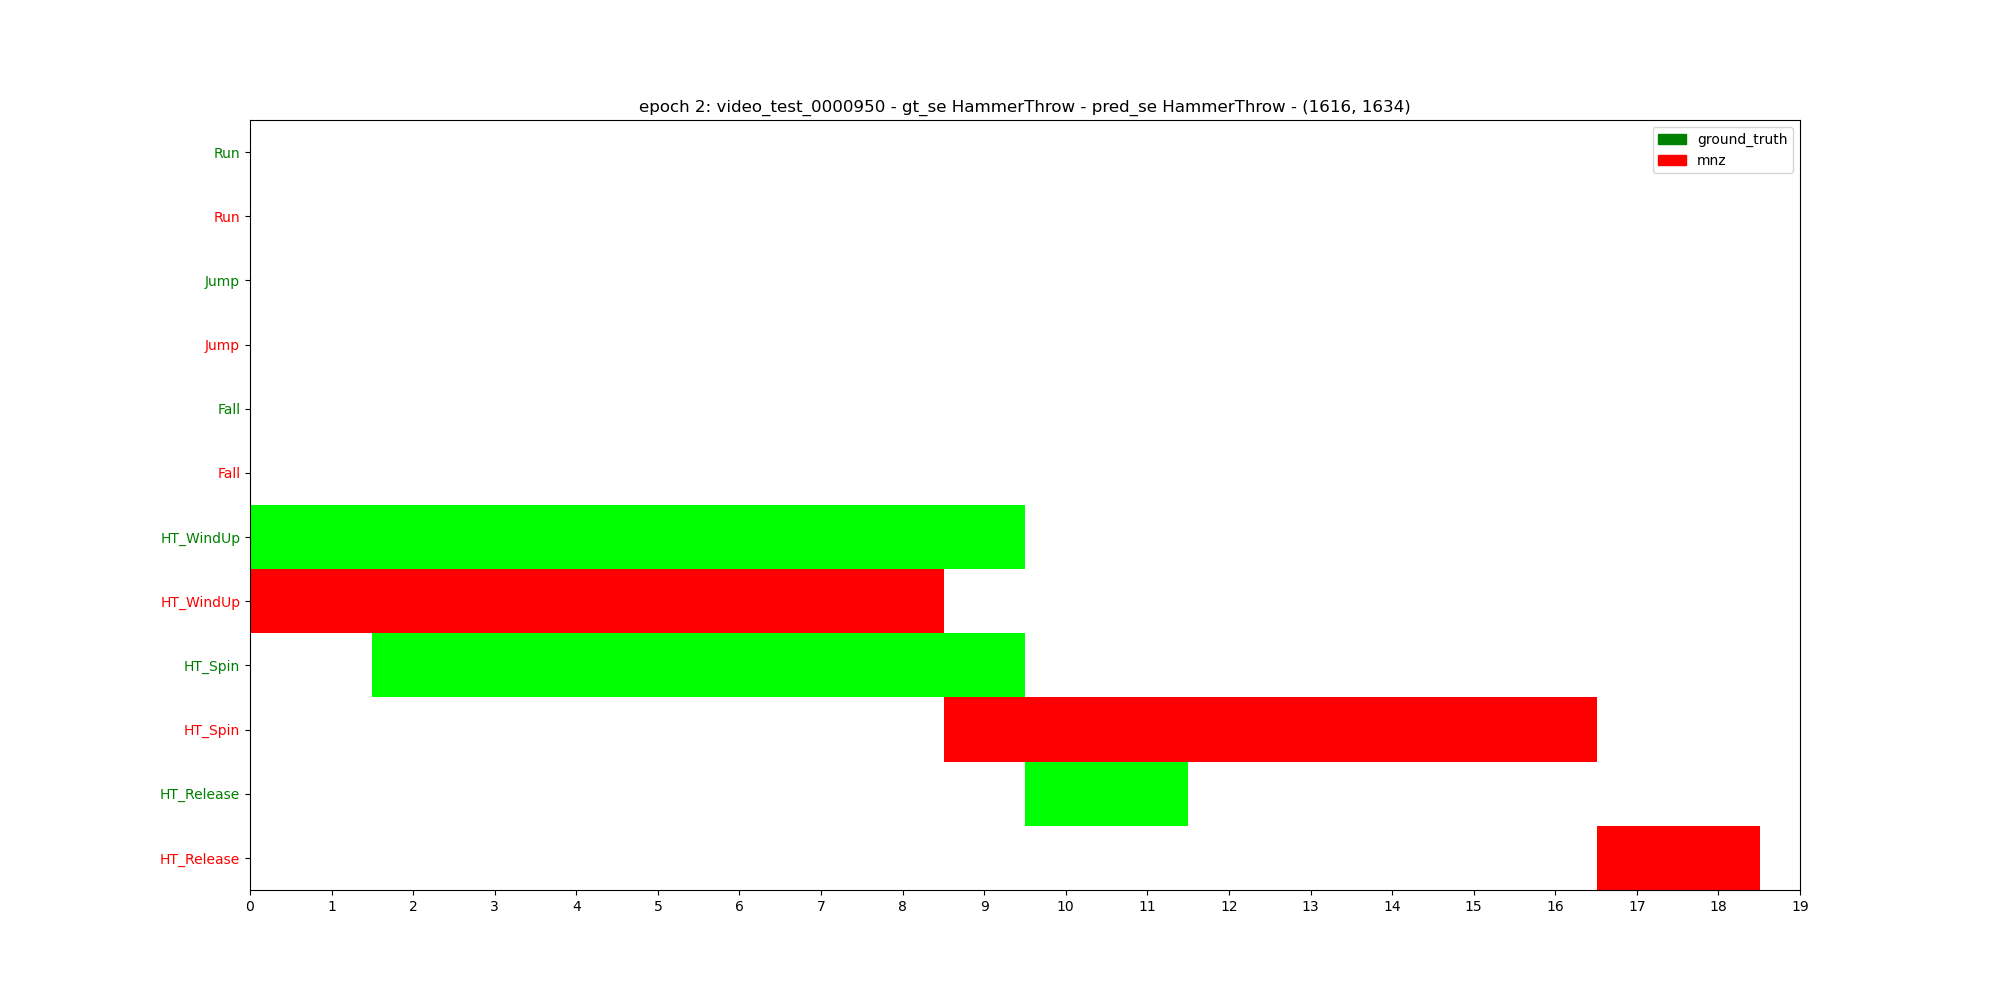 epoch 2: video_test_0000950 - gt_se HammerThrow - pred_se HammerThrow - (1616, 1634)
ground_truth
mnz
Run
Run
Jump
Jump
Fall
Fall
HT_WindUp
HT_WindUp
HT_Spin
HT_Spin
HT_Release
HT_Release
0 1 2 3 4 5 6 7 8 9 10 11 12 13 14 15 16 17 18 19